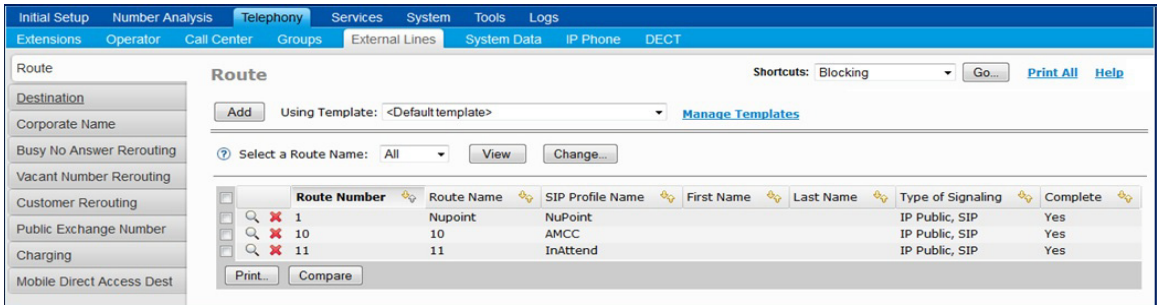 Initial Setup Number Analysis Telephony Services System Tools Logs
Extensions Operator Call Center Groups External Lines System Data IP Phone DECT
Route
Destination
Corporate Name
Busy No Answer Rerouting
Vacant Number Rerouting
Customer Rerouting
Public Exchange Number
Charging
Mobile Direct Access Dest
Route Shortcuts: Blocking Go... Print All Help
Add Using Template: <Default template> Manage Templates
? Select a Route Name: All View Change...
Route Number Route Name SIP Profile Name First Name Last Name Type of Signaling Complete
1 Nupoint NuPoint IP Public, SIP Yes
10 10 AMCC IP Public, SIP Yes
11 11 InAttend IP Public, SIP Yes
Print... Compare